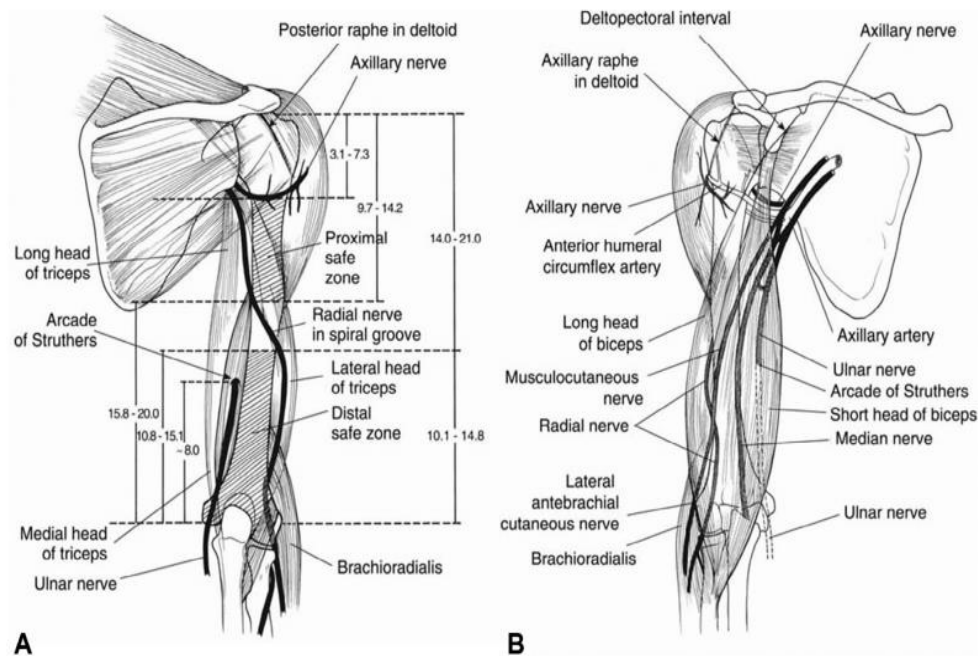 Posterior raphe in deltoid
Axillary nerve
3.1 - 7.3
9.7 - 14.2
14.0 - 21.0
Long head
of triceps
Proximal
safe
zone
Arcade
of Struthers
Radial nerve
in spiral groove
Lateral head
of triceps
Distal
safe zone
15.8 - 20.0
10.8 - 15.1
~ 8.0
10.1 - 14.8
Medial head
of triceps
Ulnar nerve
Brachioradialis
A
Deltopectoral interval
Axillary nerve
Axillary raphe
in deltoid
Axillary nerve
Anterior humeral
circumflex artery
Long head
of biceps
Axillary artery
Musculocutaneous
nerve
Ulnar nerve
Arcade of Struthers
Short head of biceps
Radial nerve
Median nerve
Lateral
antebrachial
cutaneous nerve
Ulnar nerve
Brachioradialis
B